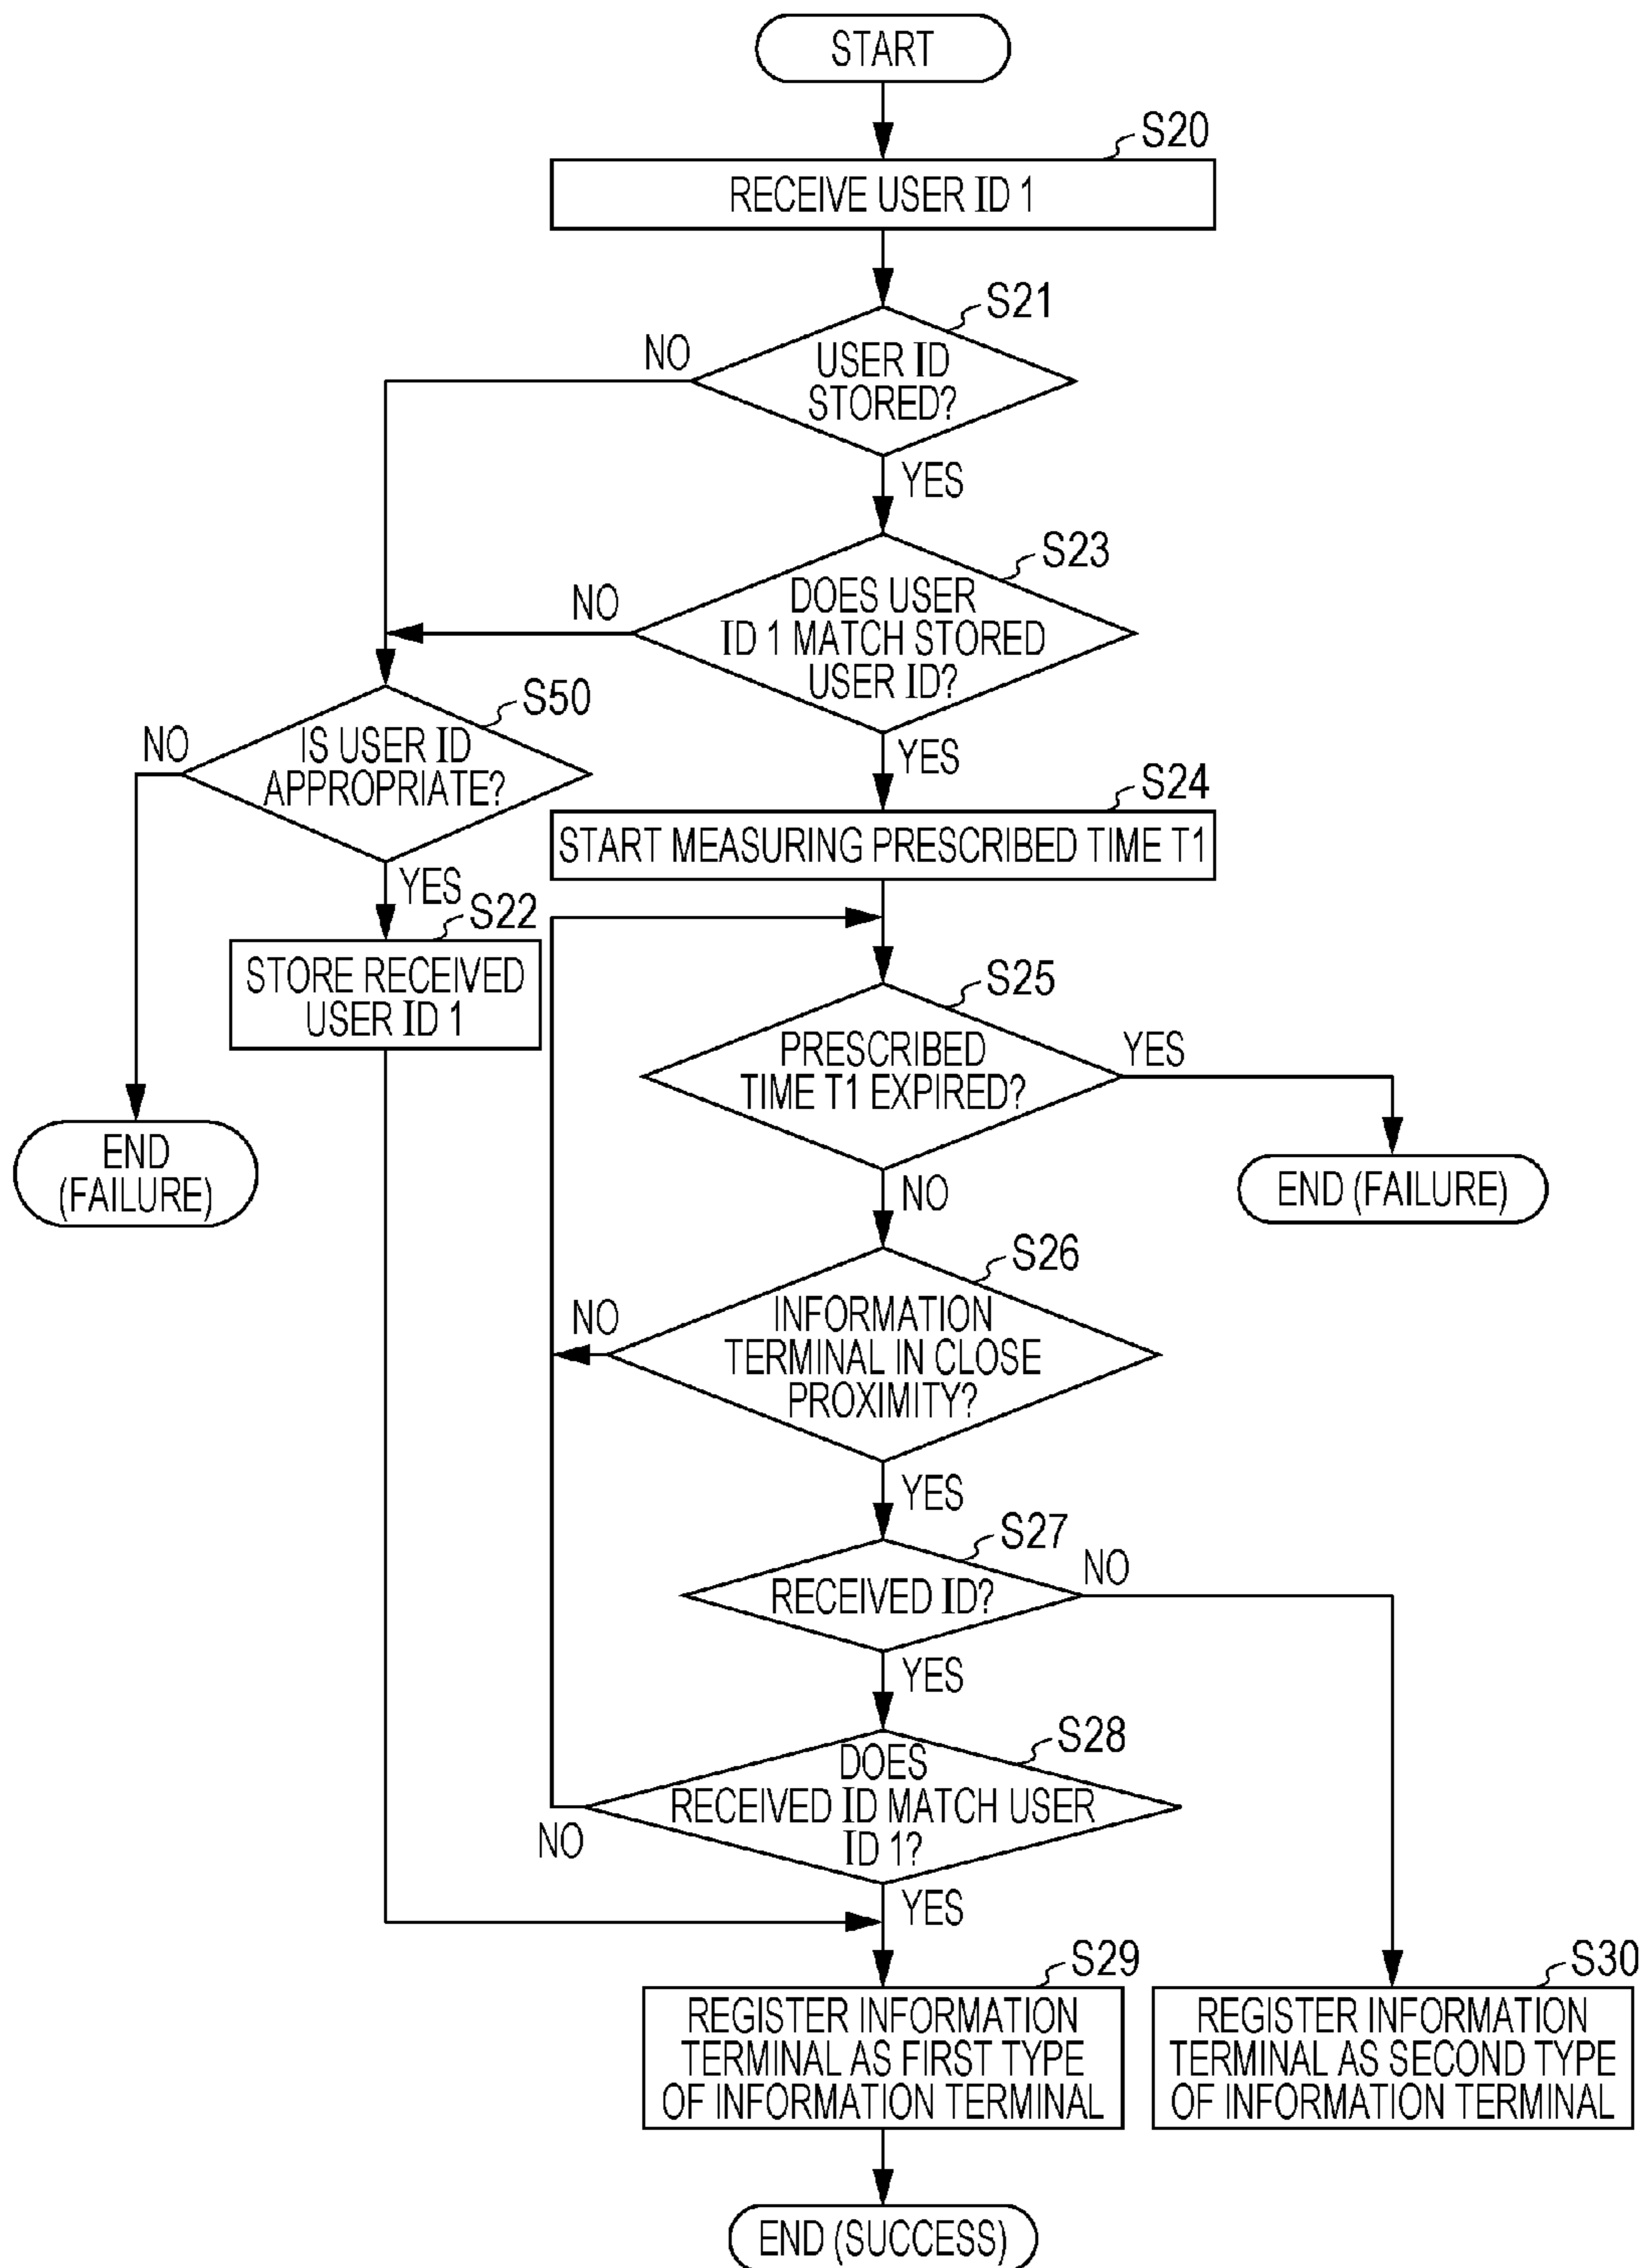 START
S20
RECEIVE USER ID 1
S21
NO
USER ID
STORED?
YES
S23
NO
DOES USER
ID 1 MATCH STORED
USER ID?
YES
S50
NO
IS USER ID
APPROPRIATE?
YES
S24
START MEASURING PRESCRIBED TIME T1
S22
STORE RECEIVED
USER ID 1
S25
PRESCRIBED
TIME T1 EXPIRED?
YES
NO
END
(FAILURE)
END (FAILURE)
S26
NO
INFORMATION
TERMINAL IN CLOSE
PROXIMITY?
YES
S27
RECEIVED ID?
NO
YES
S28
DOES
RECEIVED ID MATCH USER
ID 1?
NO
YES
S29
REGISTER INFORMATION
TERMINAL AS FIRST TYPE
OF INFORMATION TERMINAL
S30
REGISTER INFORMATION
TERMINAL AS SECOND TYPE
OF INFORMATION TERMINAL
END (SUCCESS)